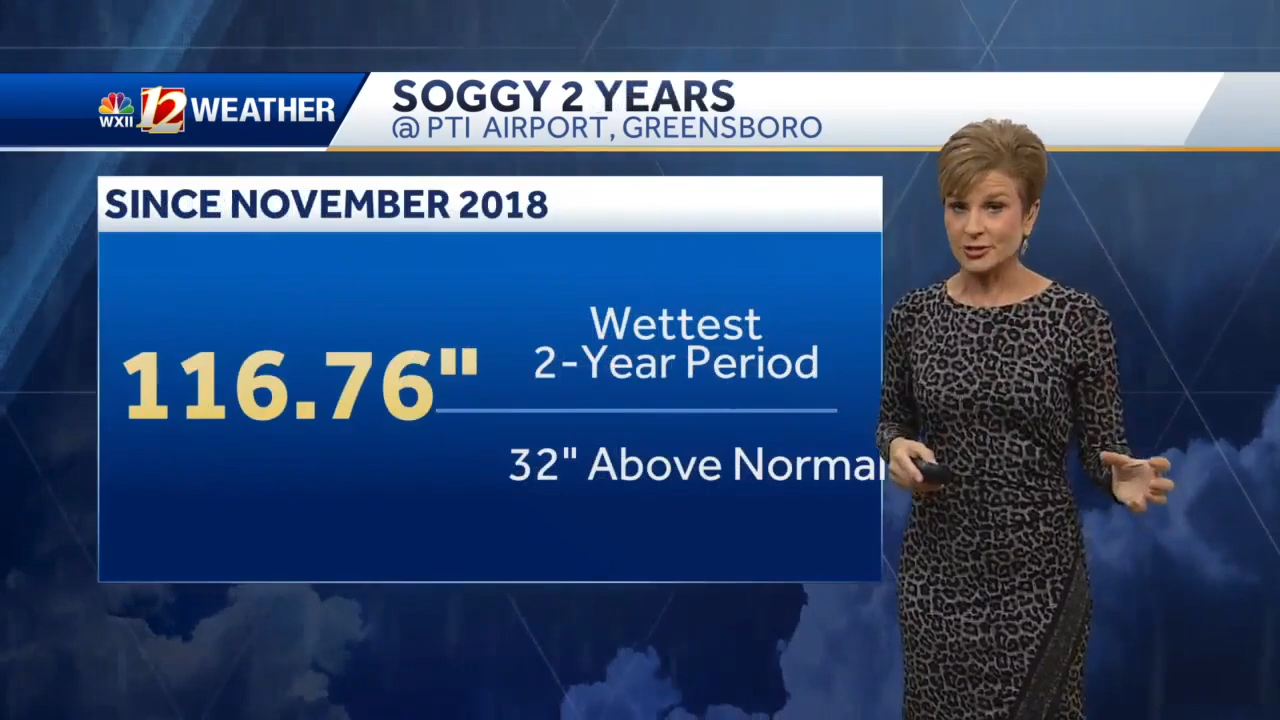 WXII 12 WEATHER
SOGGY 2 YEARS
@ PTI AIRPORT, GREENSBORO
SINCE NOVEMBER 2018
116.76"
Wettest
2-Year Period
32" Above Normal